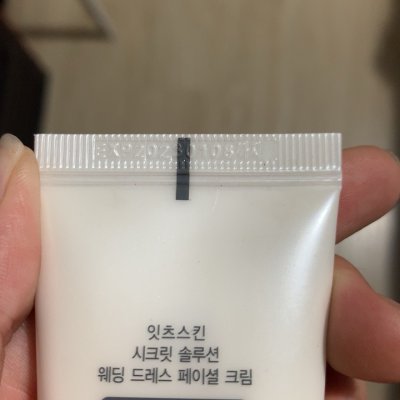 잇츠스킨
시크릿 솔루션
웨딩 드레스 페이셜 크림